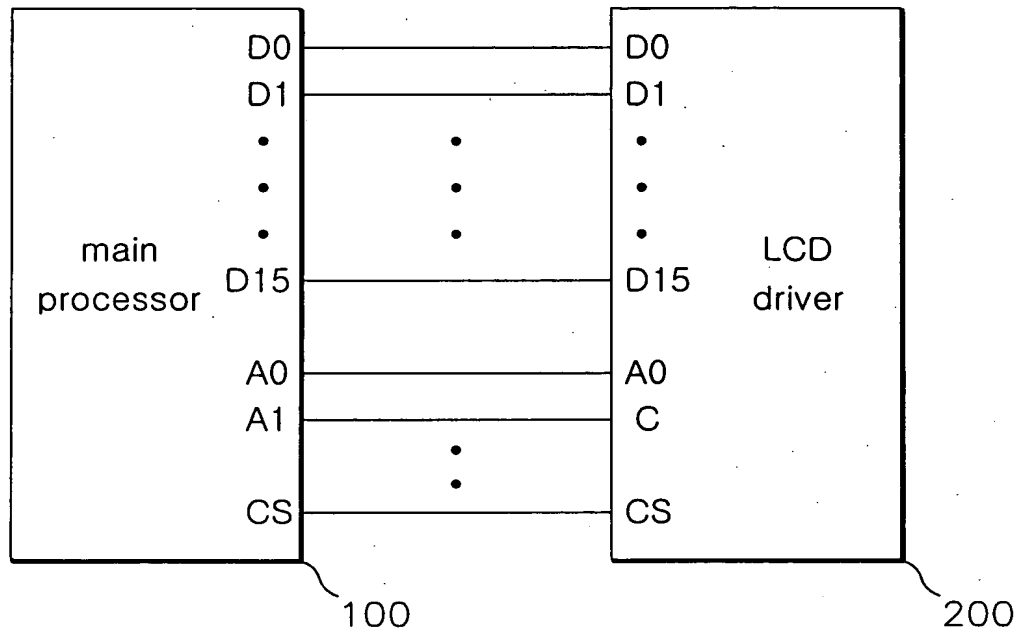 D0 D0
D1 D1
main processor
D15 D15
LCD driver
A0 A0
A1 C
CS CS
100 200